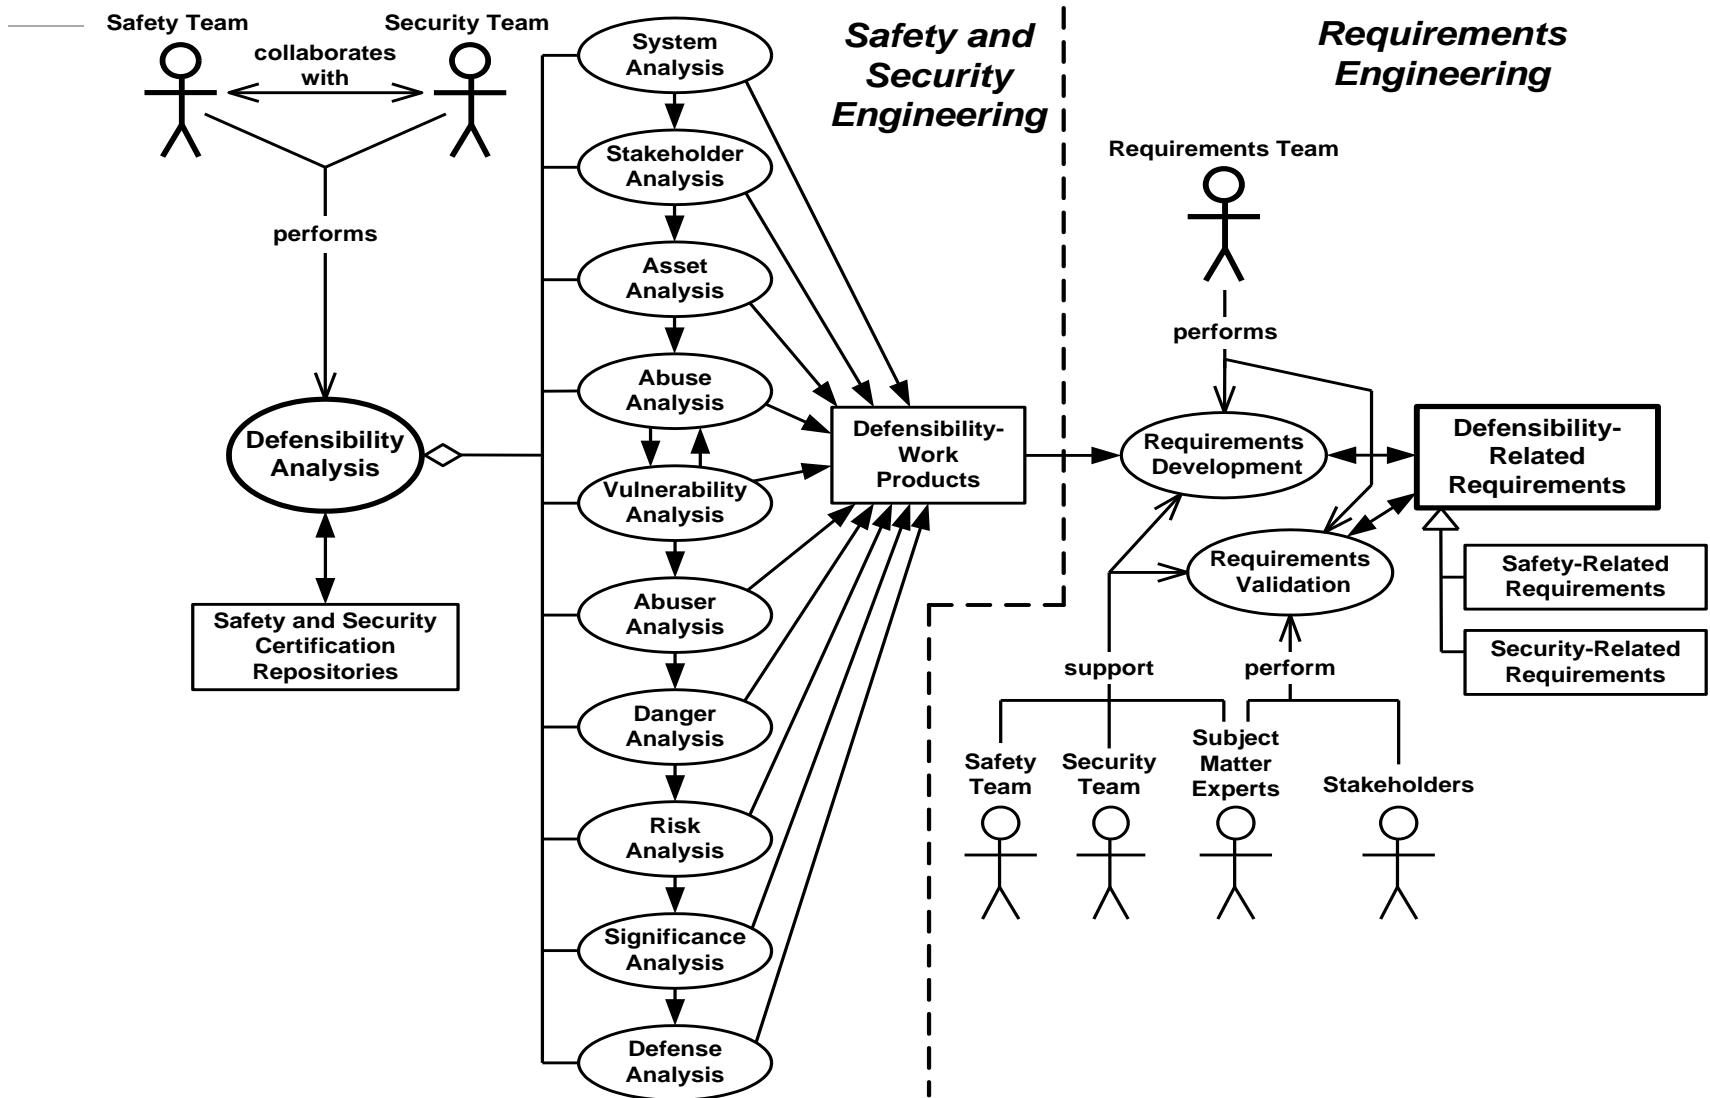 Safety Team
Security Team
collaborates
with
performs
Defensibility
Analysis
Safety and Security
Certification
Repositories
System
Analysis
Stakeholder
Analysis
Asset
Analysis
Abuse
Analysis
Vulnerability
Analysis
Abuser
Analysis
Danger
Analysis
Risk
Analysis
Significance
Analysis
Defense
Analysis
Safety and
Security
Engineering
Defensibility-
Work
Products
Requirements
Engineering
Requirements Team
performs
Requirements
Development
Defensibility-
Related
Requirements
Requirements
Validation
Safety-Related
Requirements
Security-Related
Requirements
support
perform
Safety
Team
Security
Team
Subject
Matter
Experts
Stakeholders